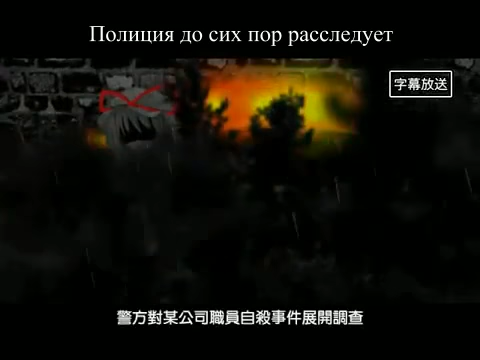 Полиция до сих пор расследует
字幕放送
警方對某公司職員自殺事件展開調查